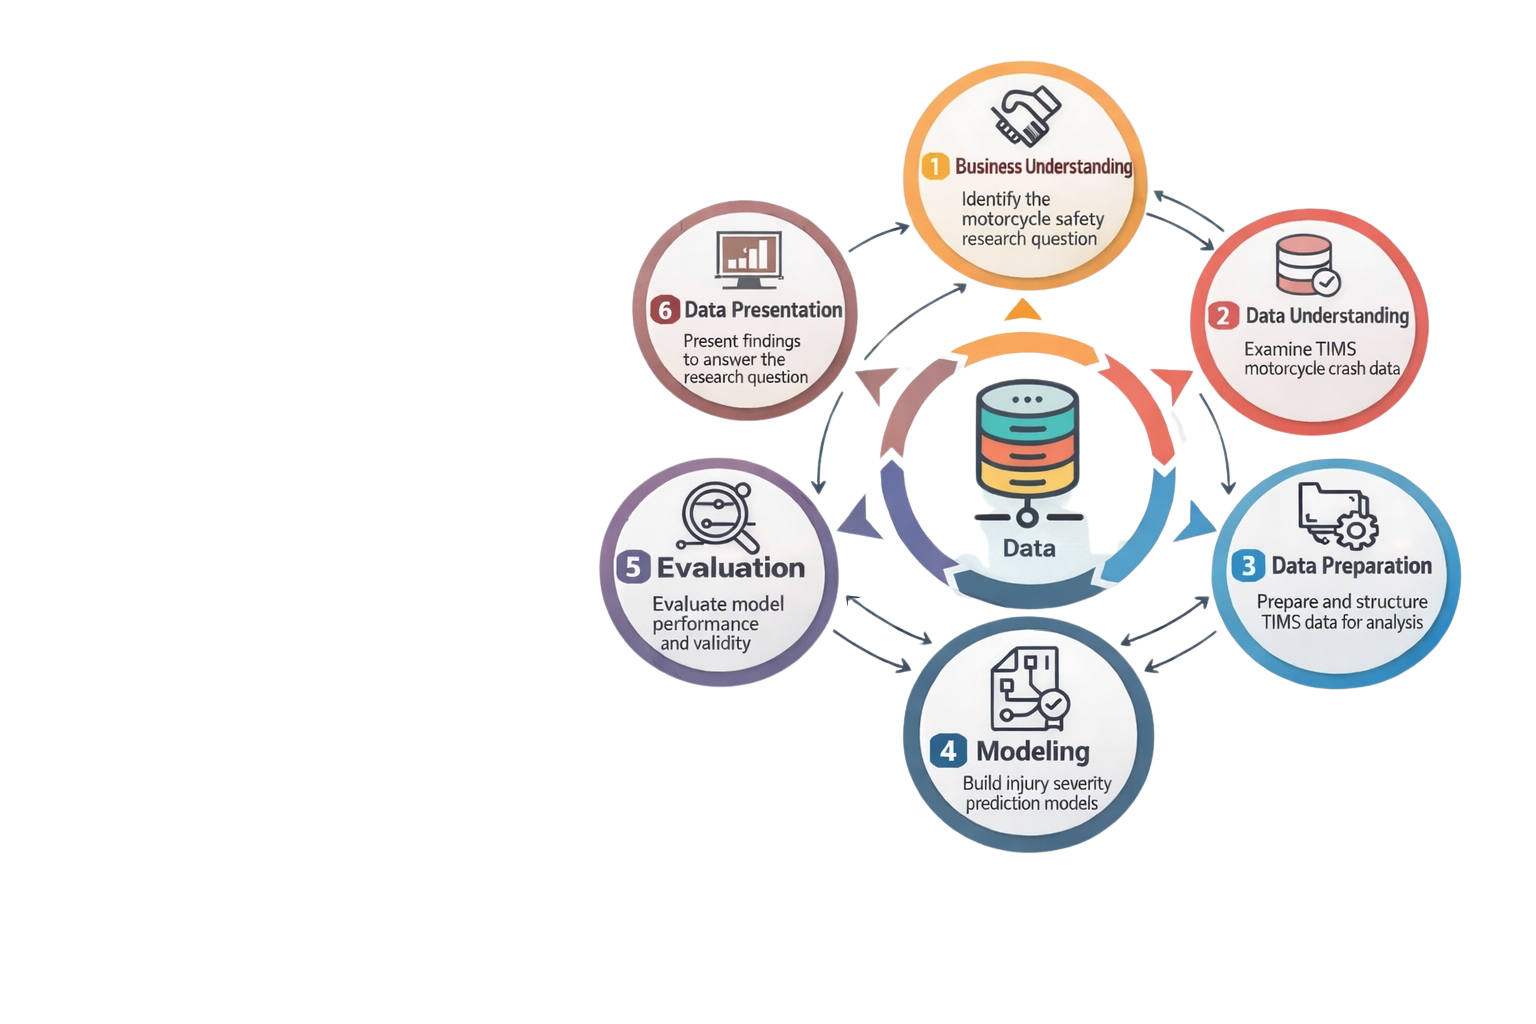 1 Business Understanding
Identify the
motorcycle safety
research question
2 Data Understanding
Examine TIMS
motorcycle crash data
3 Data Preparation
Prepare and structure
TIMS data for analysis
4 Modeling
Build injury severity
prediction models
5 Evaluation
Evaluate model
performance
and validity
6 Data Presentation
Present findings
to answer the
research question
Data